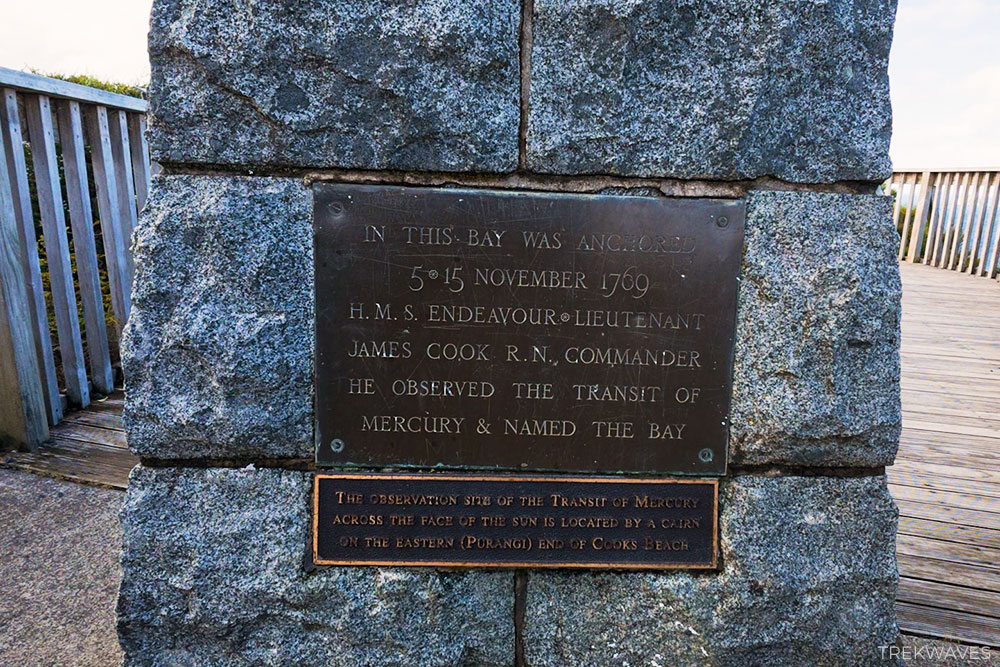 IN THIS BAY WAS ANCHORED
5·15 NOVEMBER 1769
H.M.S. ENDEAVOUR·LIEUTENANT
JAMES COOK R.N., COMMANDER
HE OBSERVED THE TRANSIT OF
MERCURY & NAMED THE BAY
THE OBSERVATION SITE OF THE TRANSIT OF MERCURY
ACROSS THE FACE OF THE SUN IS LOCATED BY A CAIRN
ON THE EASTERN (PURANGI) END OF COOKS BEACH
TREKWAVES